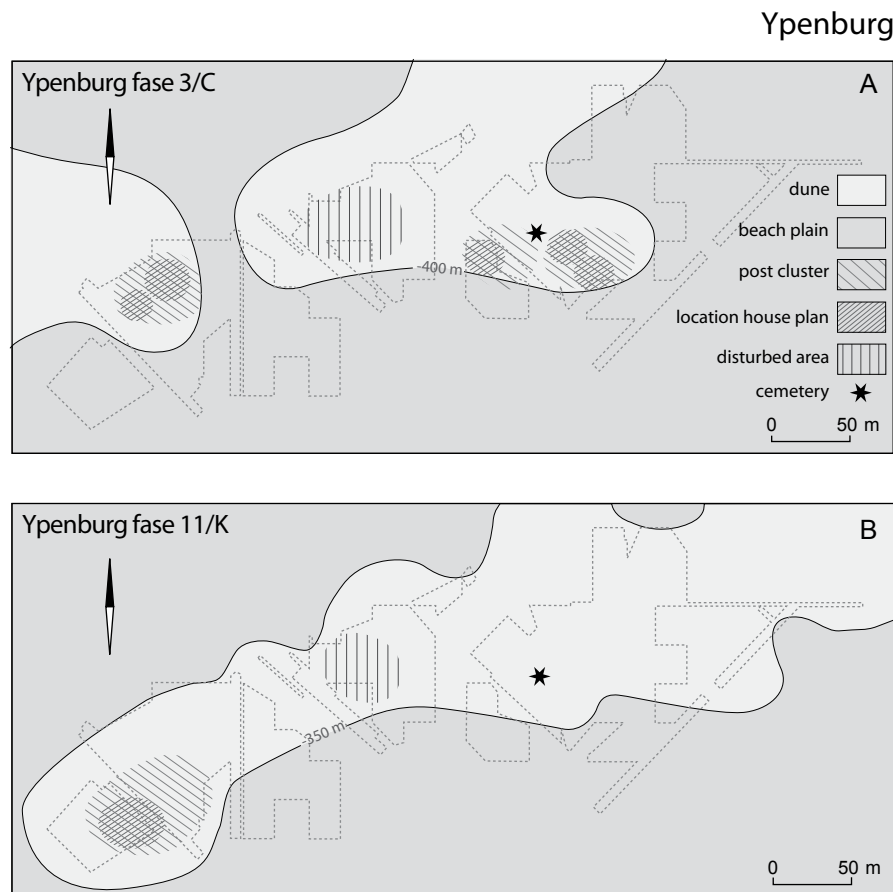 Ypenburg
Ypenburg fase 3/C
A
dune
beach plain
post cluster
location house plan
disturbed area
cemetery
0 50 m
-400 m
Ypenburg fase 11/K
B
-350 m
0 50 m